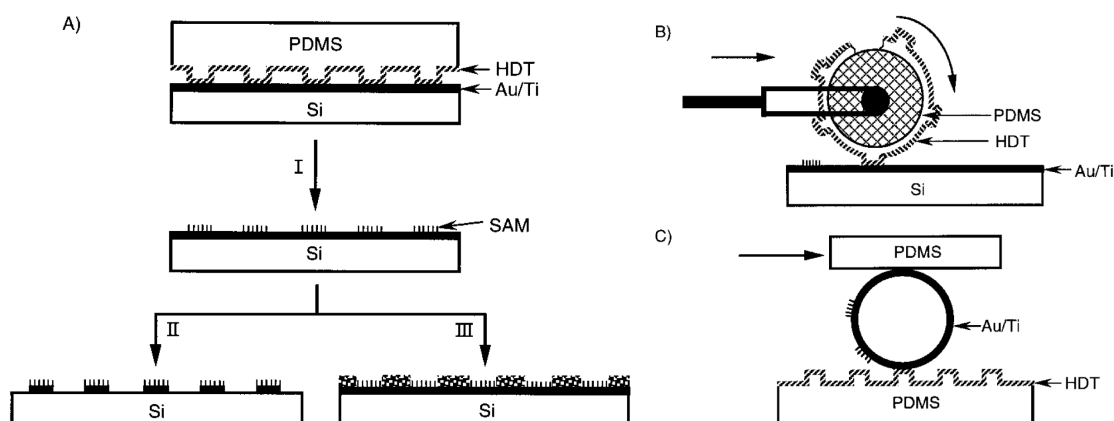 A)
PDMS
HDT
Au/Ti
Si
I
SAM
Si
II
III
Si
Si
B)
PDMS
HDT
Au/Ti
Si
C)
PDMS
Au/Ti
HDT
PDMS